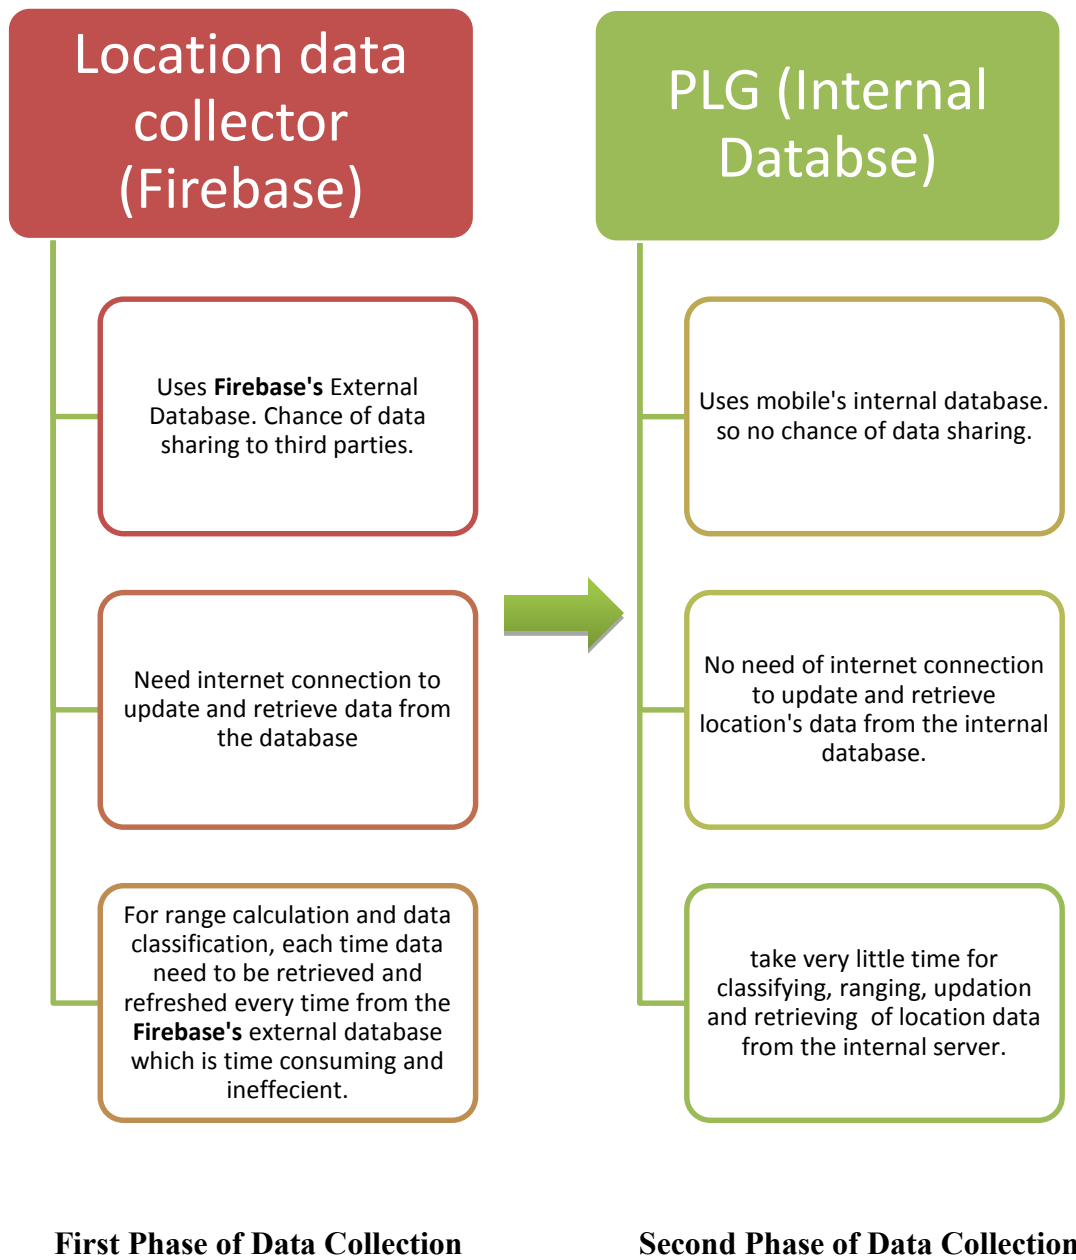 Location data
collector
(Firebase)
Uses Firebase's External
Database. Chance of data
sharing to third parties.
Need internet connection to
update and retrieve data from
the database
For range calculation and data
classification, each time data
need to be retrieved and
refreshed every time from the
Firebase's external database
which is time consuming and
ineffecient.
First Phase of Data Collection
PLG (Internal
Databse)
Uses mobile's internal database.
so no chance of data sharing.
No need of internet connection
to update and retrieve
location's data from the internal
database.
take very little time for
classifying, ranging, updation
and retrieving  of location data
from the internal server.
Second Phase of Data Collection